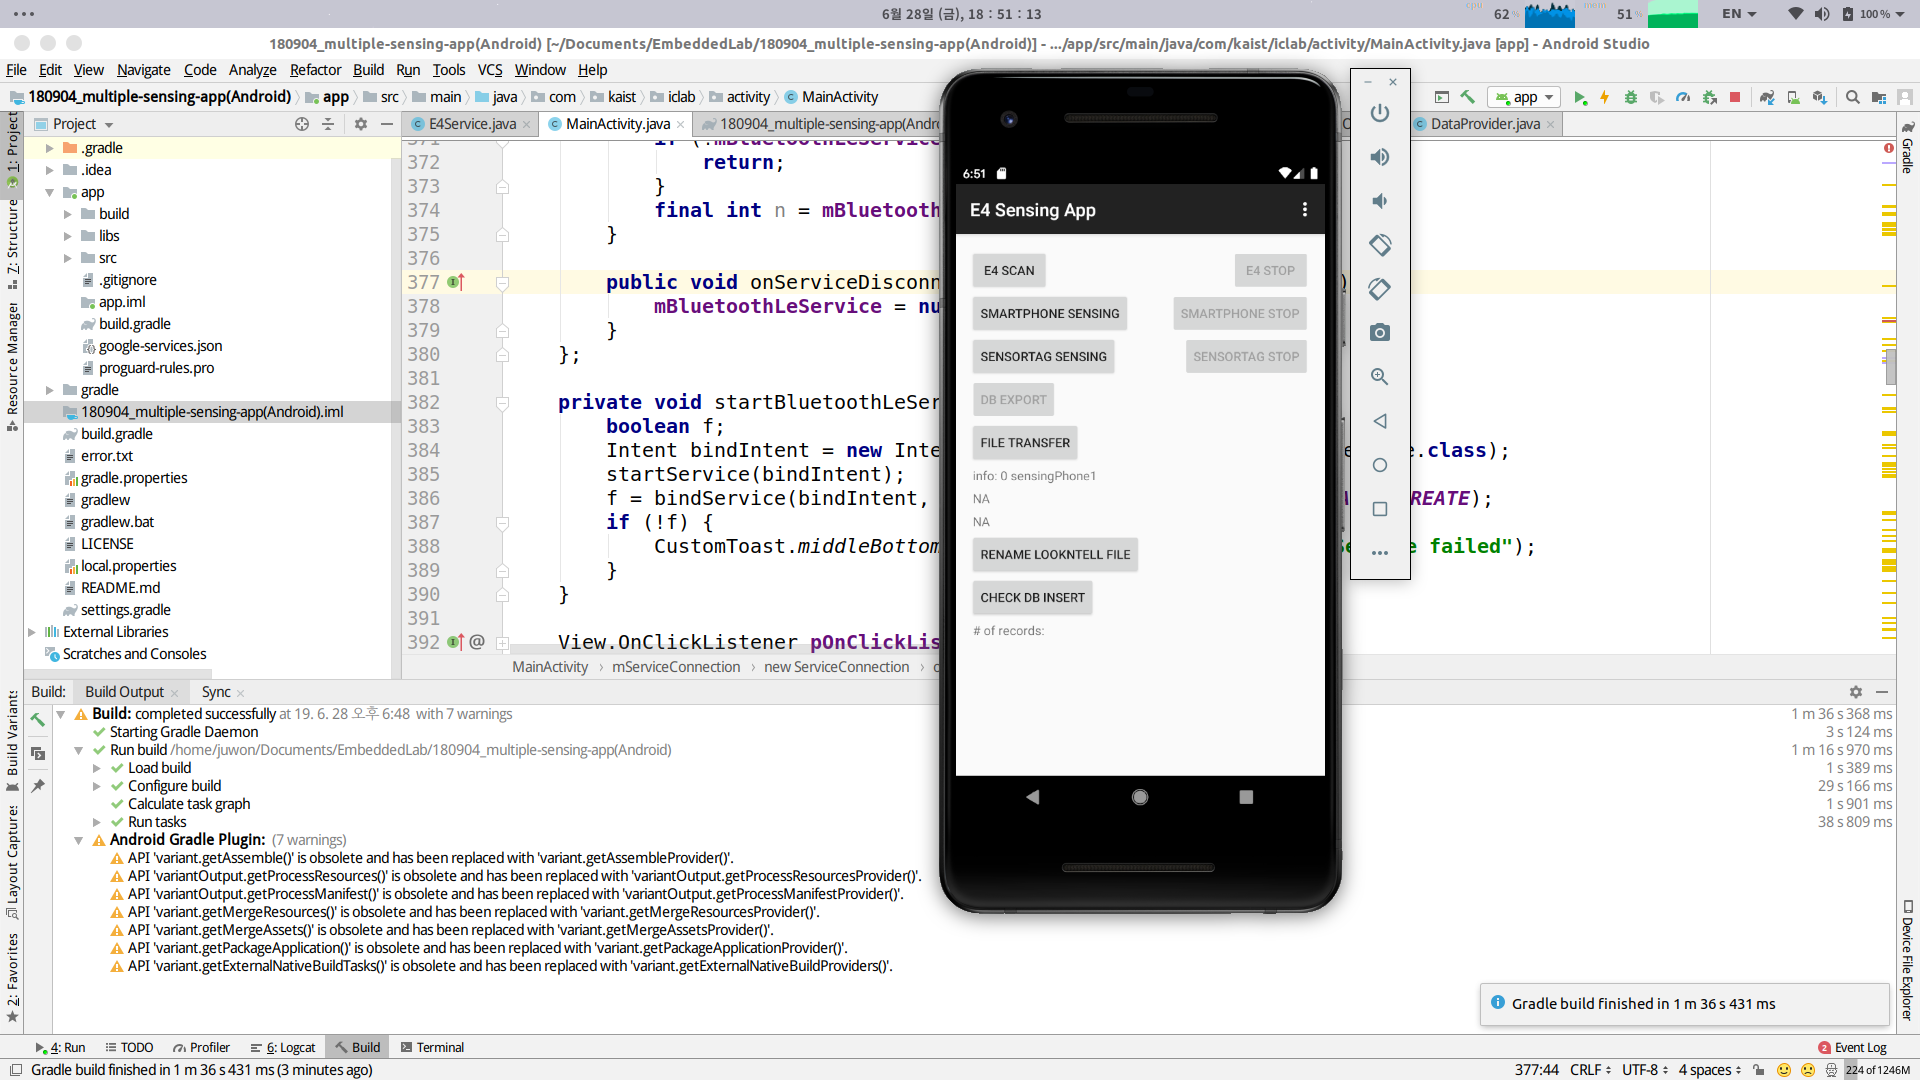 6월 28일 (금), 18 : 51 : 13
cpu 62% mem 51% EN 100%
180904_multiple-sensing-app(Android) [~/Documents/EmbeddedLab/180904_multiple-sensing-app(Android)] - .../app/src/main/java/com/kaist/iclab/activity/MainActivity.java [app] - Android Studio
File Edit View Navigate Code Analyze Refactor Build Run Tools VCS Window Help
180904_multiple-sensing-app(Android) app src main java com kaist iclab activity MainActivity
app
Project
E4Service.java MainActivity.java 180904_multiple-sensing-app(Andro DataProvider.java
1: Project
7: Structure
Resource Manager
Build Variants
Layout Captures
2: Favorites
Gradle
Device File Explorer
.gradle
.idea
app
build
libs
src
.gitignore
app.iml
build.gradle
google-services.json
proguard-rules.pro
gradle
180904_multiple-sensing-app(Android).iml
build.gradle
error.txt
gradle.properties
gradlew
gradlew.bat
LICENSE
local.properties
README.md
settings.gradle
External Libraries
Scratches and Consoles
371 if (!mBluetoothLeService
372 return;
373 }
374 final int n = mBluetooth
375 }
376
377 public void onServiceDisconn )
378 mBluetoothLeService = nu
379 }
380 };
381
382 private void startBluetoothLeSer
383 boolean f;
384 Intent bindIntent = new Inte e.class);
385 startService(bindIntent);
386 f = bindService(bindIntent, REATE);
387 if (!f) {
388 CustomToast.middleBottom e failed");
389 }
390 }
391
392 @ View.OnClickListener pOnClickLis
MainActivity mServiceConnection new ServiceConnection
6:51
E4 Sensing App
E4 SCAN E4 STOP
SMARTPHONE SENSING SMARTPHONE STOP
SENSORTAG SENSING SENSORTAG STOP
DB EXPORT
FILE TRANSFER
info: 0 sensingPhone1
NA
NA
RENAME LOOKNTELL FILE
CHECK DB INSERT
# of records:
Build: Build Output Sync
Build: completed successfully at 19. 6. 28 오후 6:48 with 7 warnings 1 m 36 s 368 ms
Starting Gradle Daemon 3 s 124 ms
Run build /home/juwon/Documents/EmbeddedLab/180904_multiple-sensing-app(Android) 1 m 16 s 970 ms
Load build 1 s 389 ms
Configure build 29 s 166 ms
Calculate task graph 1 s 901 ms
Run tasks 38 s 809 ms
Android Gradle Plugin: (7 warnings)
API 'variant.getAssemble()' is obsolete and has been replaced with 'variant.getAssembleProvider()'.
API 'variantOutput.getProcessResources()' is obsolete and has been replaced with 'variantOutput.getProcessResourcesProvider()'.
API 'variantOutput.getProcessManifest()' is obsolete and has been replaced with 'variantOutput.getProcessManifestProvider()'.
API 'variant.getMergeResources()' is obsolete and has been replaced with 'variant.getMergeResourcesProvider()'.
API 'variant.getMergeAssets()' is obsolete and has been replaced with 'variant.getMergeAssetsProvider()'.
API 'variant.getPackageApplication()' is obsolete and has been replaced with 'variant.getPackageApplicationProvider()'.
API 'variant.getExternalNativeBuildTasks()' is obsolete and has been replaced with 'variant.getExternalNativeBuildProviders()'.
Gradle build finished in 1 m 36 s 431 ms
4: Run TODO Profiler 6: Logcat Build Terminal 2 Event Log
Gradle build finished in 1 m 36 s 431 ms (3 minutes ago) 377:44 CRLF UTF-8 4 spaces 224 of 1246M